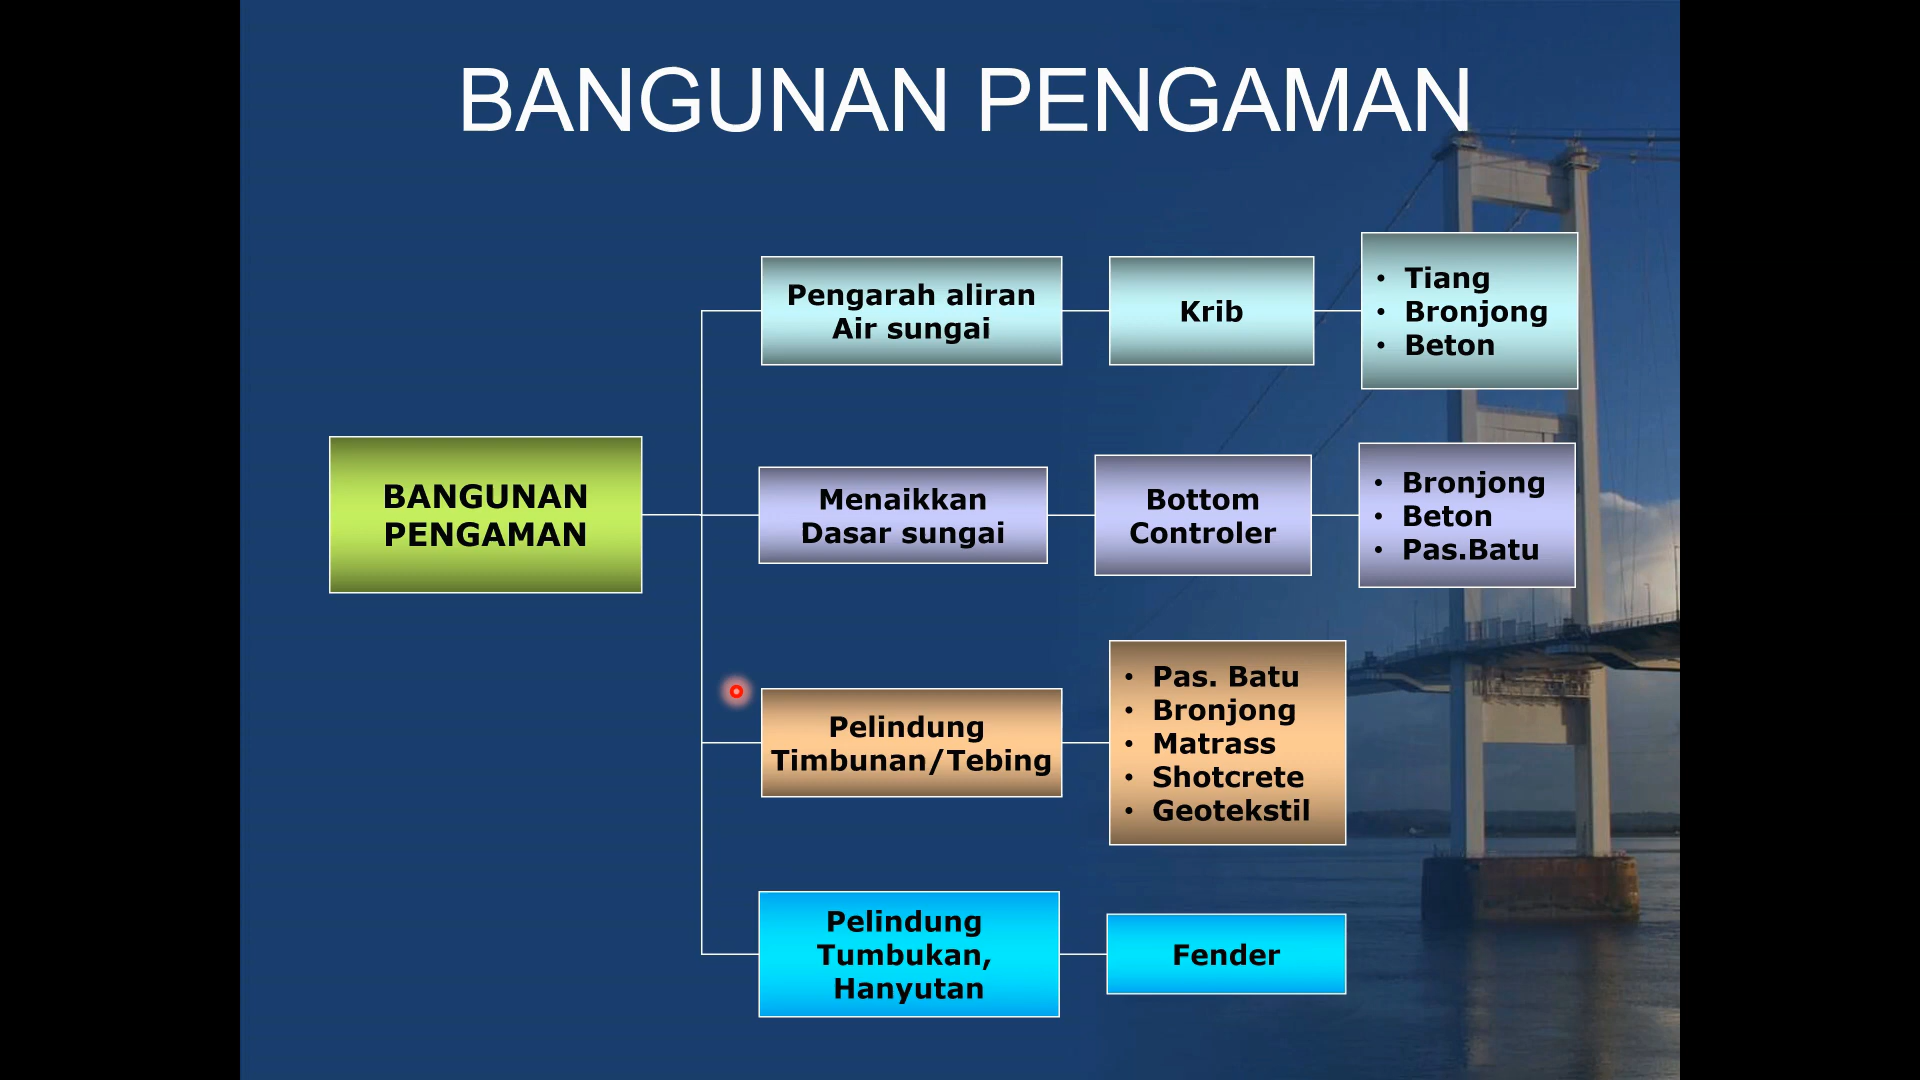 BANGUNAN PENGAMAN
Pengarah aliran
Air sungai
Krib
• Tiang
• Bronjong
• Beton
BANGUNAN
PENGAMAN
Menaikkan
Dasar sungai
Bottom
Controler
• Bronjong
• Beton
• Pas.Batu
Pelindung
Timbunan/Tebing
• Pas. Batu
• Bronjong
• Matrass
• Shotcrete
• Geotekstil
Pelindung
Tumbukan,
Hanyutan
Fender